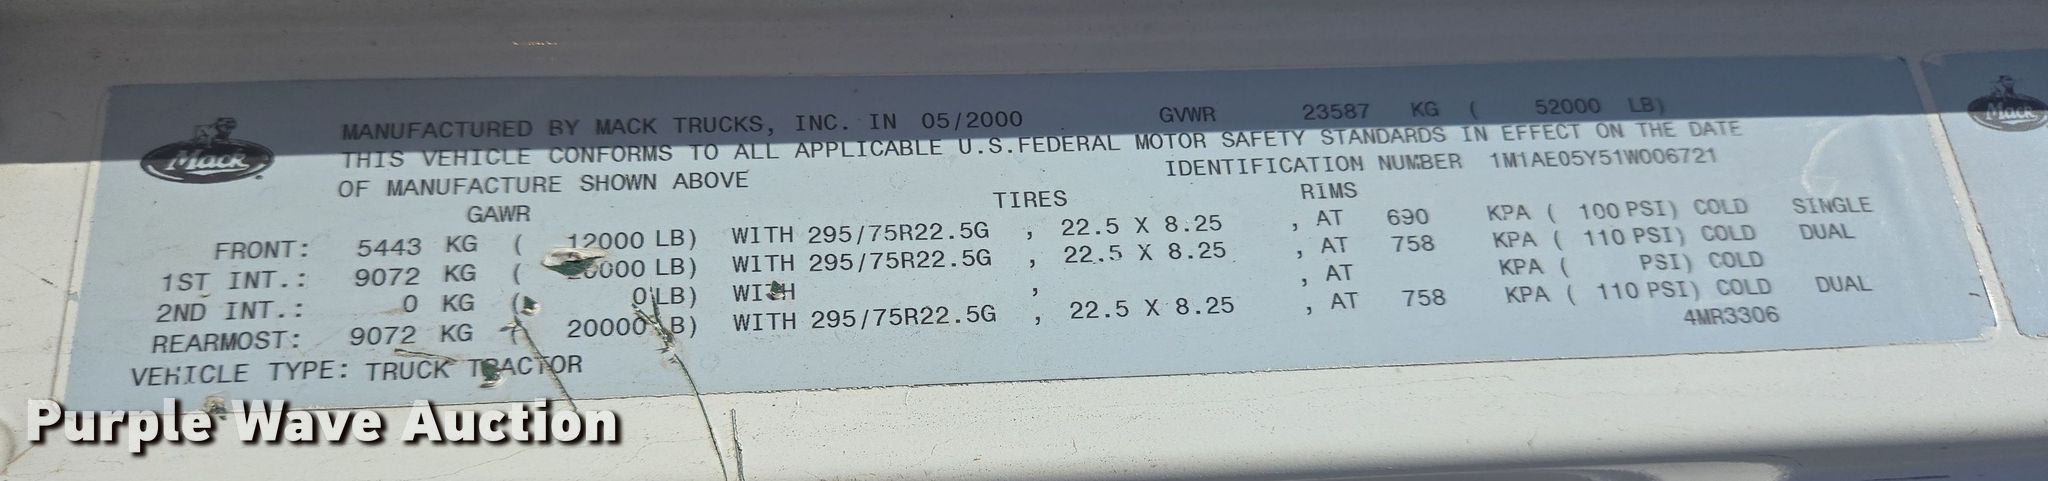 MANUFACTURED BY MACK TRUCKS, INC. IN 05/2000 GVWR 23587 KG ( 52000 LB)
THIS VEHICLE CONFORMS TO ALL APPLICABLE U.S.FEDERAL MOTOR SAFETY STANDARDS IN EFFECT ON THE DATE
OF MANUFACTURE SHOWN ABOVE IDENTIFICATION NUMBER 1M1AE05Y51W006721
Mack
Mack
GAWR TIRES RIMS
FRONT: 5443 KG ( 12000 LB) WITH 295/75R22.5G , 22.5 X 8.25 , AT 690 KPA ( 100 PSI) COLD SINGLE
1ST INT.: 9072 KG ( 20000 LB) WITH 295/75R22.5G , 22.5 X 8.25 , AT 758 KPA ( 110 PSI) COLD DUAL
2ND INT.: 0 KG ( 0 LB) WITH , , AT KPA ( PSI) COLD
REARMOST: 9072 KG ( 20000 LB) WITH 295/75R22.5G , 22.5 X 8.25 , AT 758 KPA ( 110 PSI) COLD DUAL
VEHICLE TYPE: TRUCK TRACTOR 4MR3306
Purple Wave Auction